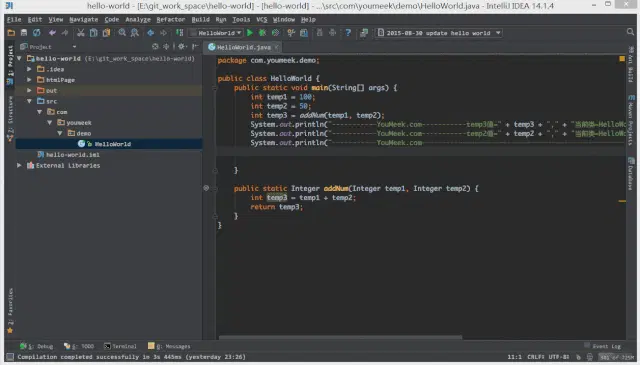 hello-world (E:\git_work_space\hello-world) - [hello-world] - ...\src\com\youmeek\demo\HelloWorld.java - IntelliJ IDEA 14.1.4
File Edit View Navigate Code Analyze Refactor Build Run Tools VCS Window Help
HelloWorld
2015-08-30 update hello world
Project
HelloWorld.java
hello-world (E:\git_work_space\hello-world)
.idea
htmlPage
out
src
com
youmeek
demo
HelloWorld
hello-world.iml
External Libraries
package com.youmeek.demo;
public class HelloWorld {
public static void main(String[] args) {
int temp1 = 100;
int temp2 = 50;
int temp3 = addNum(temp1, temp2);
System.out.println("-----------YouMeek.com-----------temp3值=" + temp3 + "," + "当前类=HelloWo
System.out.println("-----------YouMeek.com-----------temp2值=" + temp2 + "," + "当前类=HelloWo
System.out.println("-----------YouMeek.com
}
public static Integer addNum(Integer temp1, Integer temp2) {
int temp3 = temp1 + temp2;
return temp3;
}
}
1: Project
Structure
Favorites
Ant Build
Maven Projects
Database
5: Debug
6: TODO
Terminal
0: Messages
Event Log
Compilation completed successfully in 3s 445ms (yesterday 23:26)
11:1 CRLF UTF-8